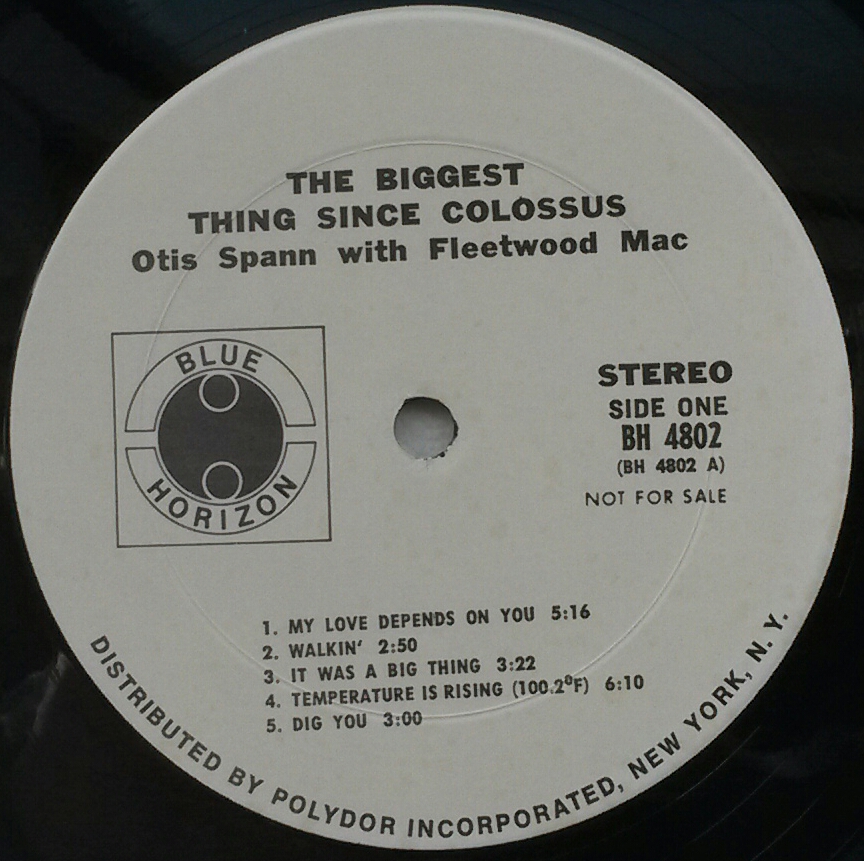 THE BIGGEST
THING SINCE COLOSSUS
Otis Spann with Fleetwood Mac
BLUE
HORIZON
STEREO
SIDE ONE
BH 4802
(BH 4802 A)
NOT FOR SALE
1. MY LOVE DEPENDS ON YOU 5:16
2. WALKIN' 2:50
3. IT WAS A BIG THING 3:22
4. TEMPERATURE IS RISING (100.2°F) 6:10
5. DIG YOU 3:00
DISTRIBUTED BY POLYDOR INCORPORATED, NEW YORK, N.Y.